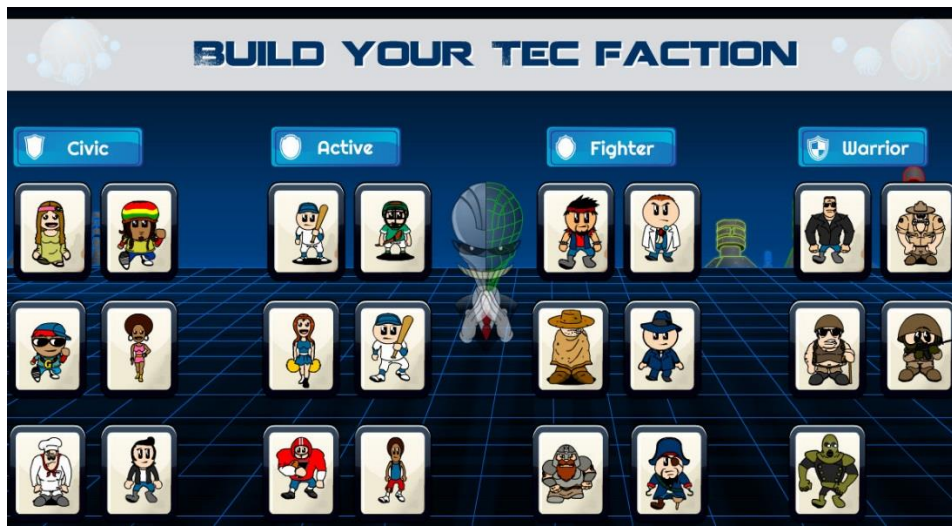 BUILD YOUR TEC FACTION
Civic
Active
Fighter
Warrior